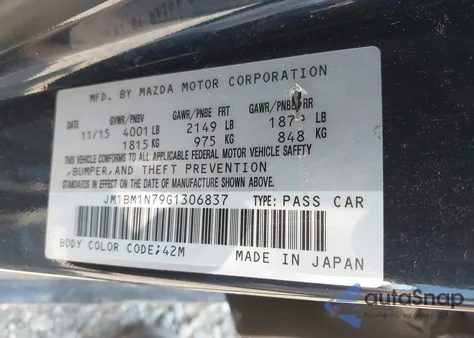 MFD. BY MAZDA MOTOR CORPORATION
DATE GVWR/PNBV GAWR/PNBE FRT GAWR/PNBE RR
11/15 4001 LB 2149 LB 187 LB
1815 KG 975 KG 848 KG
THIS VEHICLE CONFORMS TO ALL APPLICABLE FEDERAL MOTOR VEHICLE SAFETY
,BUMPER,AND THEFT PREVENTION
STANDARDS IN EFFECT ON THE DATE OF MANUFACTURE SHOWN ABOVE.
JM1BM1N79G1306837 TYPE: PASS CAR
BODY COLOR CODE;42M MADE IN JAPAN
autoSnap